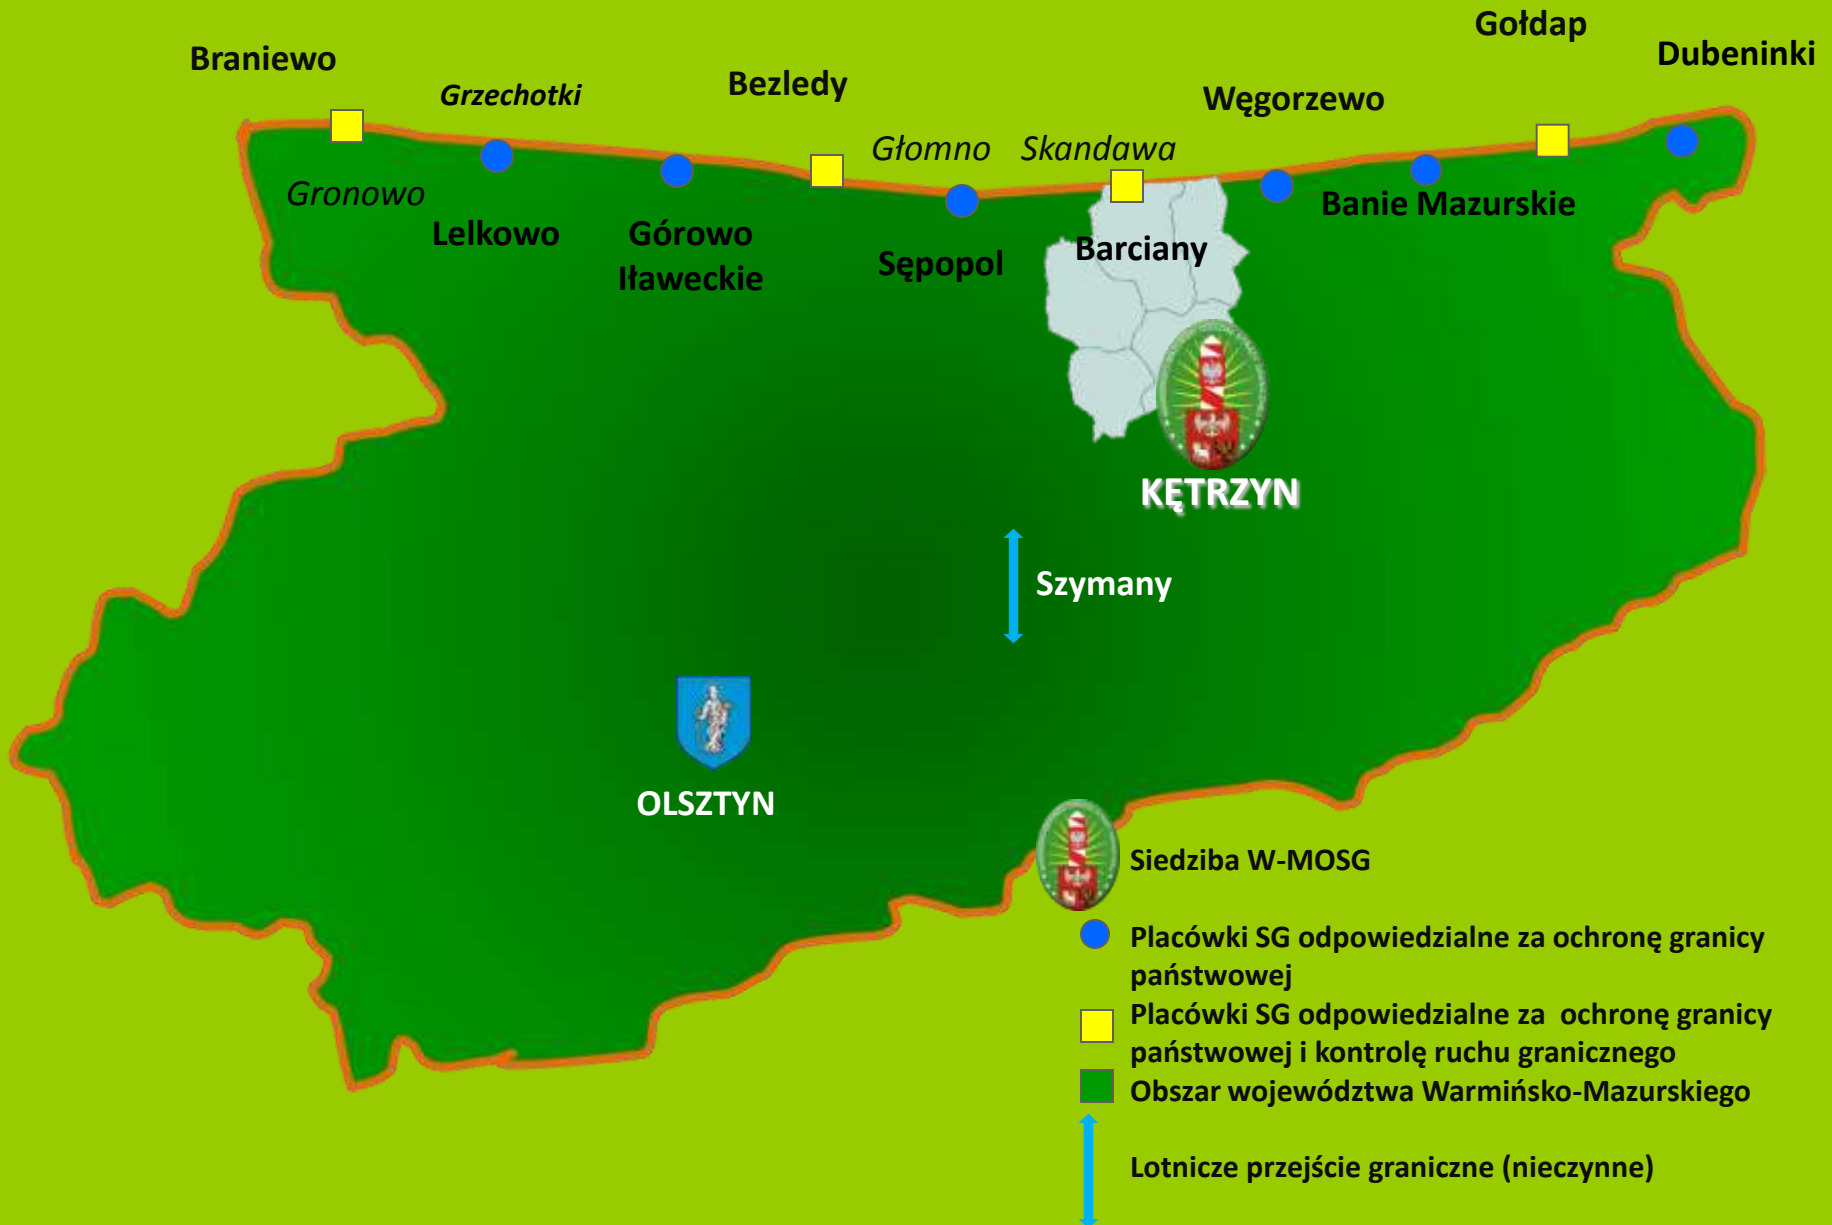 Gołdap
Braniewo
Dubeninki
Grzechotki
Bezledy
Węgorzewo
Głomno
Skandawa
Gronowo
Banie Mazurskie
Lelkowo
Górowo
Iławeckie
Sępopol
Barciany
KĘTRZYN
Szymany
OLSZTYN
Siedziba W-MOSG
Placówki SG odpowiedzialne za ochronę granicy
państwowej
Placówki SG odpowiedzialne za ochronę granicy
państwowej i kontrolę ruchu granicznego
Obszar województwa Warmińsko-Mazurskiego
Lotnicze przejście graniczne (nieczynne)